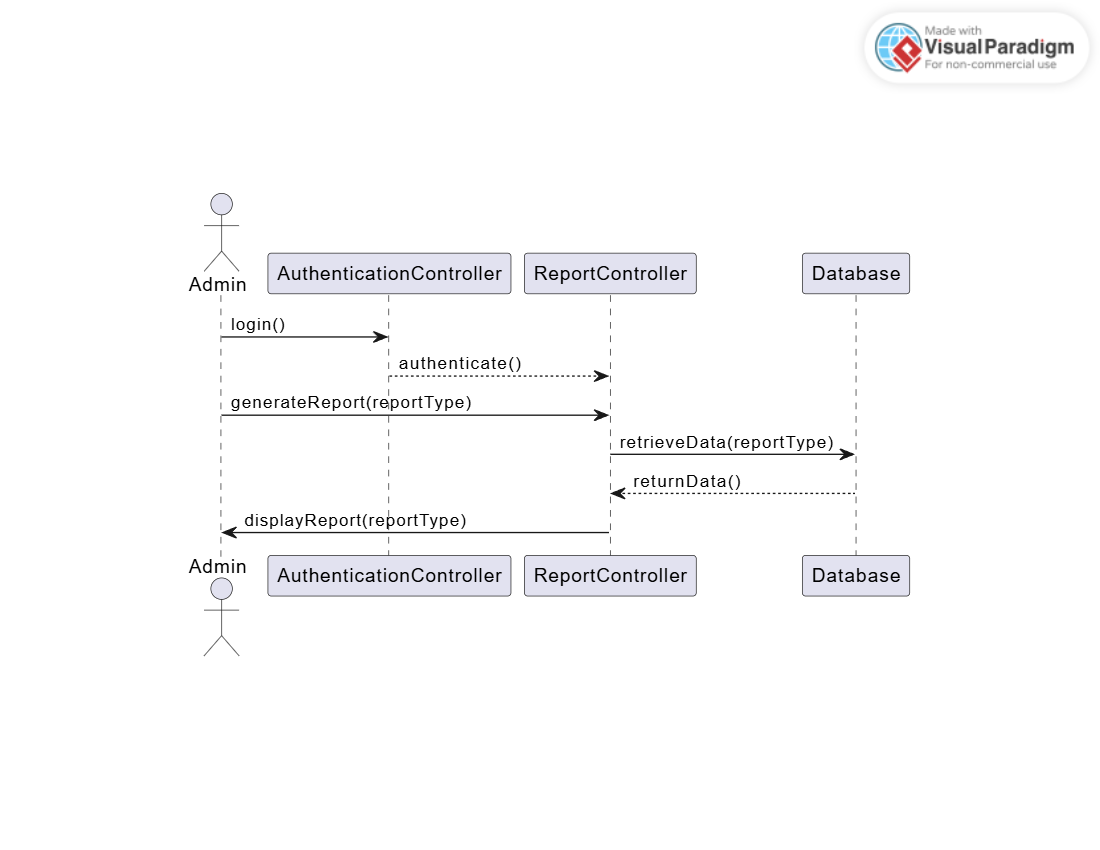 Made with
Visual Paradigm
For non-commercial use
Admin
AuthenticationController
ReportController
Database
login()
authenticate()
generateReport(reportType)
retrieveData(reportType)
returnData()
displayReport(reportType)
Admin
AuthenticationController
ReportController
Database